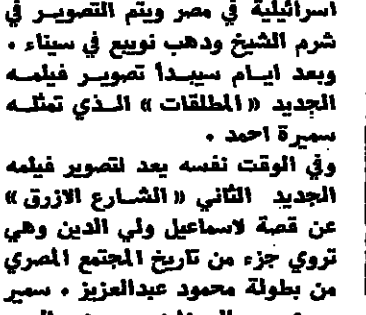 اسرائيلية في مصر ويتم التصوير في
شرم الشيخ ودهب نوييع في سيناء .
وبعد ايام سيبدأ تصوير فيلمه
الجديد « المطلقات » الذي تمثله
سميرة احمد .
وفي الوقت نفسه يعد لتصوير فيلمه
الجديد الثاني « الشارع الازرق »
عن قصة لاسماعيل ولي الدين وهي
تروي جزء من تاريخ المجتمع المصري
من بطولة محمود عبدالعزيز . سمير